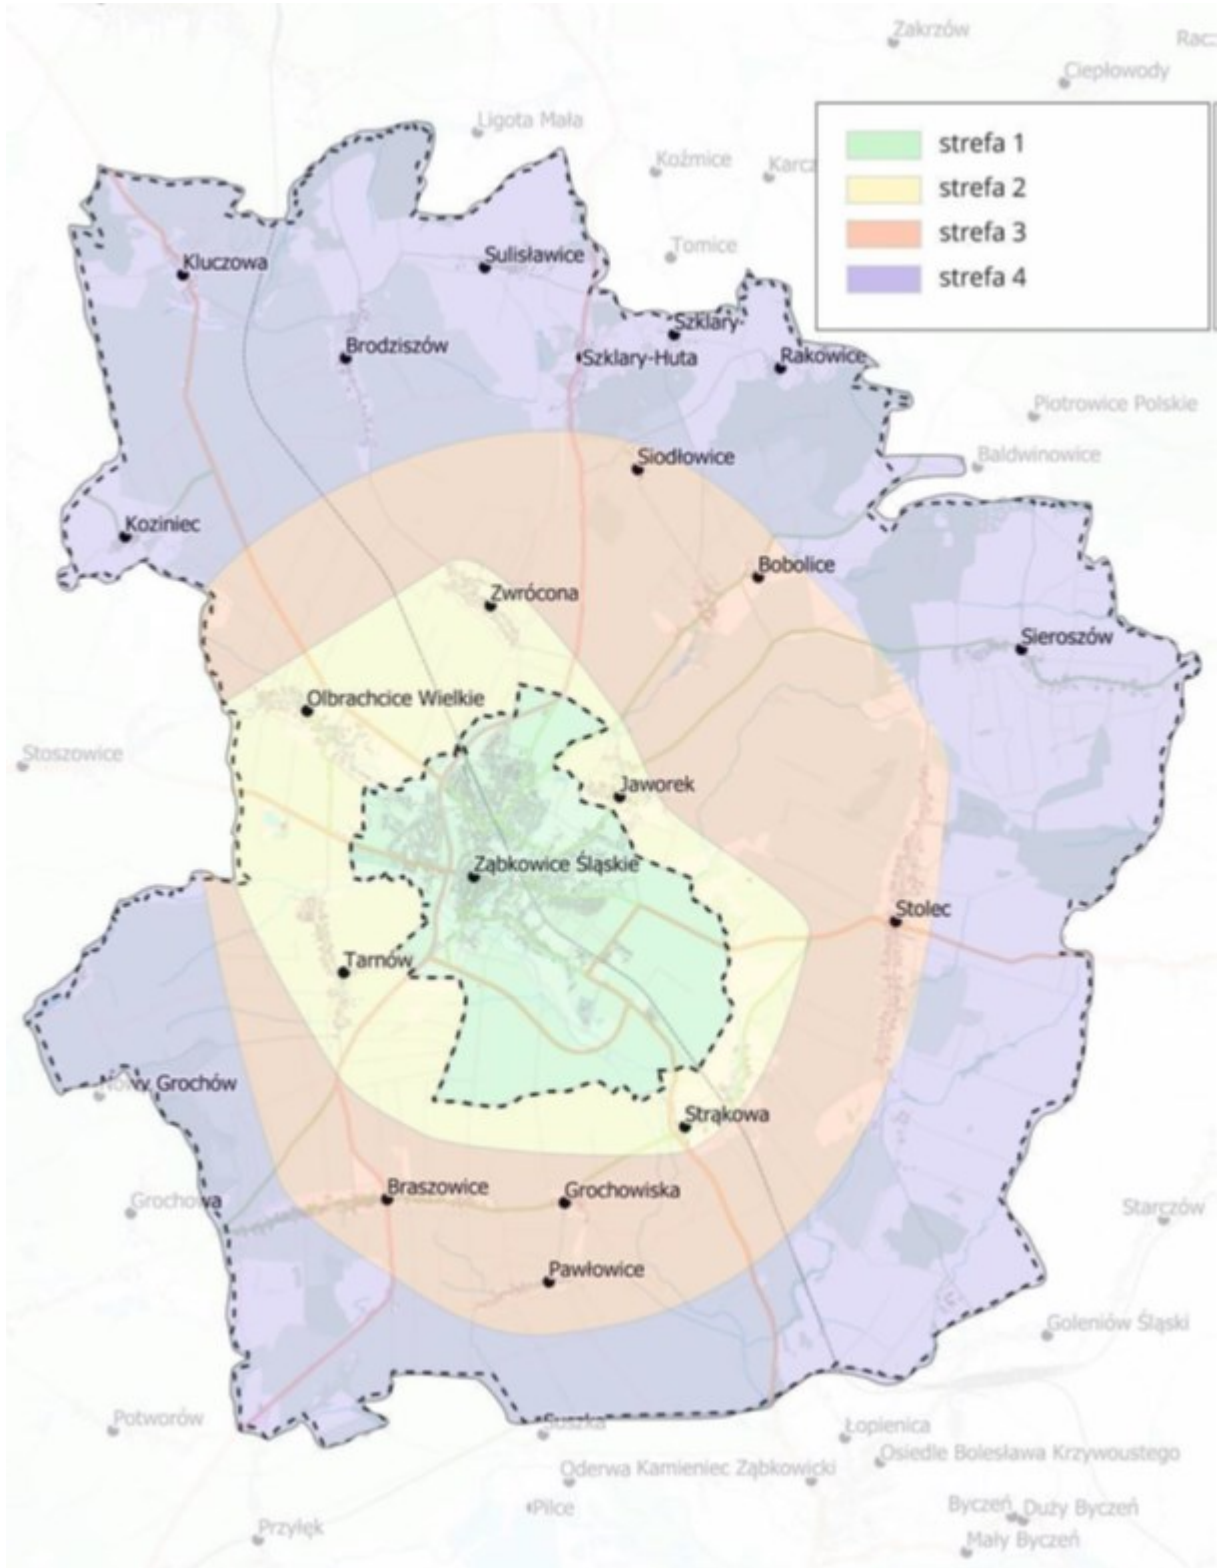 Zakrzów
Ciepłowody
Ligota Mała
Koźmice
strefa 1
strefa 2
strefa 3
strefa 4
Tomice
Kluczowa
Sulisławice
Brodziszów
Szklary-
Szklary-Huta
Rakowice
Piotrowice Polskie
Siodłowice
Baldwinowice
Koziniec
Bobolice
Zwrócona
Sieroszów
Olbrachcice Wielkie
Stoszowice
Jaworek
Ząbkowice Śląskie
Stolec
Tarnów
Nowy Grochów
Strąkowa
Braszowice
Grochowiska
Grochowa
Starczów
Pawłowice
Goleniów Śląski
Potworów
Suszka
Łopienica
Osiedle Bolesława Krzywoustego
Oderwa
Kamieniec Ząbkowicki
Pilce
Byczeń
Duży Byczeń
Przyłęk
Mały Byczeń